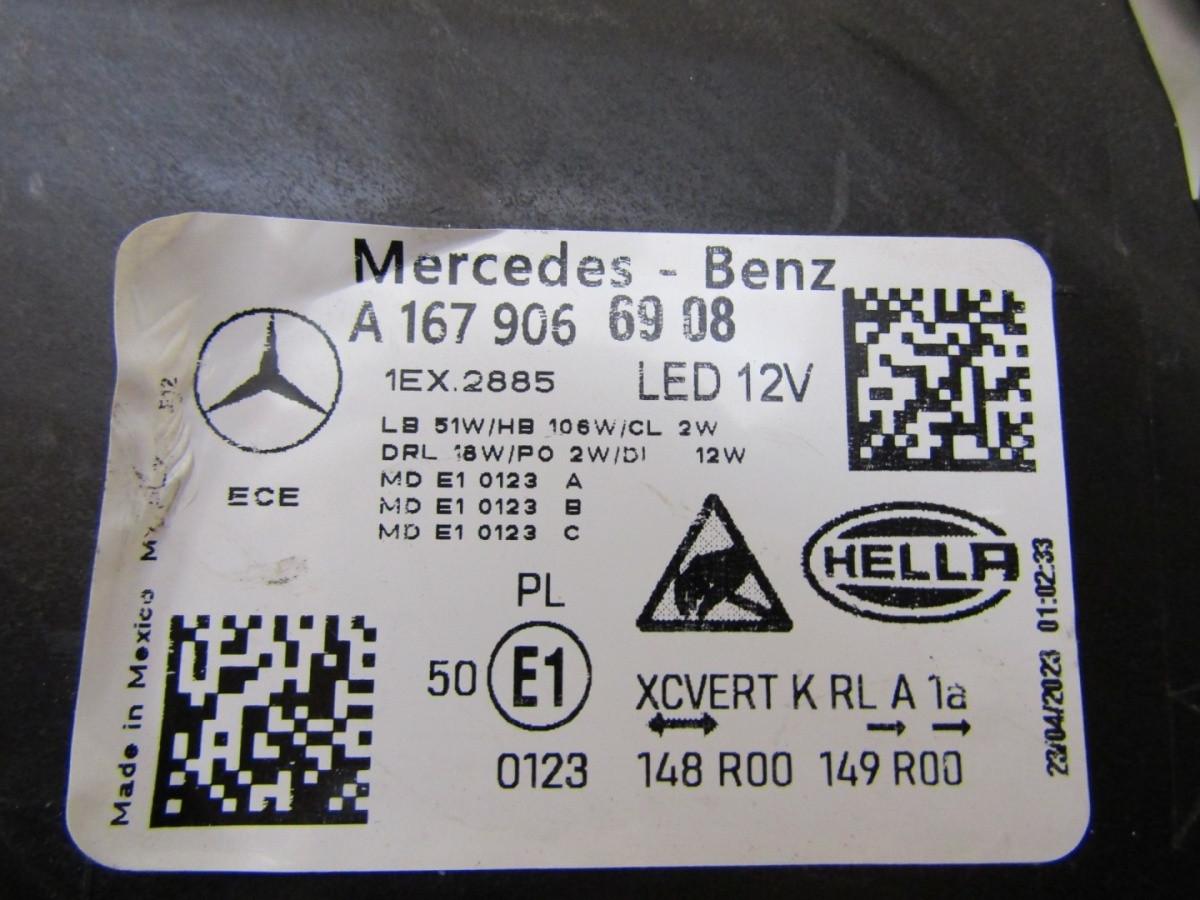 Mercedes - Benz
A 167 906 69 08
1EX.2885 LED 12V
LB 51W/HB 106W/CL 2W
DRL 18W/PO 2W/DI 12W
MD E1 0123 A
MD E1 0123 B
MD E1 0123 C
ECE
HELLA
PL
50 E1 XCVERT K RL A 1a
0123 148 R00 149 R00
Made in Mexico
23/04/2023 01:02:33